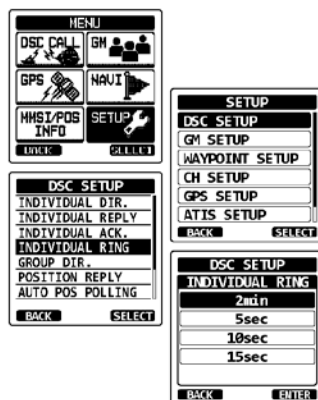 MENU
DSC CALL
GM
GPS
NAVI
MMSI/POS
INFO
SETUP
BACK
SELECT
SETUP
DSC SETUP
GM SETUP
WAYPOINT SETUP
CH SETUP
GPS SETUP
ATIS SETUP
BACK
SELECT
DSC SETUP
INDIVIDUAL DIR.
INDIVIDUAL REPLY
INDIVIDUAL ACK.
INDIVIDUAL RING
GROUP DIR.
POSITION REPLY
AUTO POS POLLING
BACK
SELECT
DSC SETUP
INDIVIDUAL RING
2min
5sec
10sec
15sec
BACK
ENTER